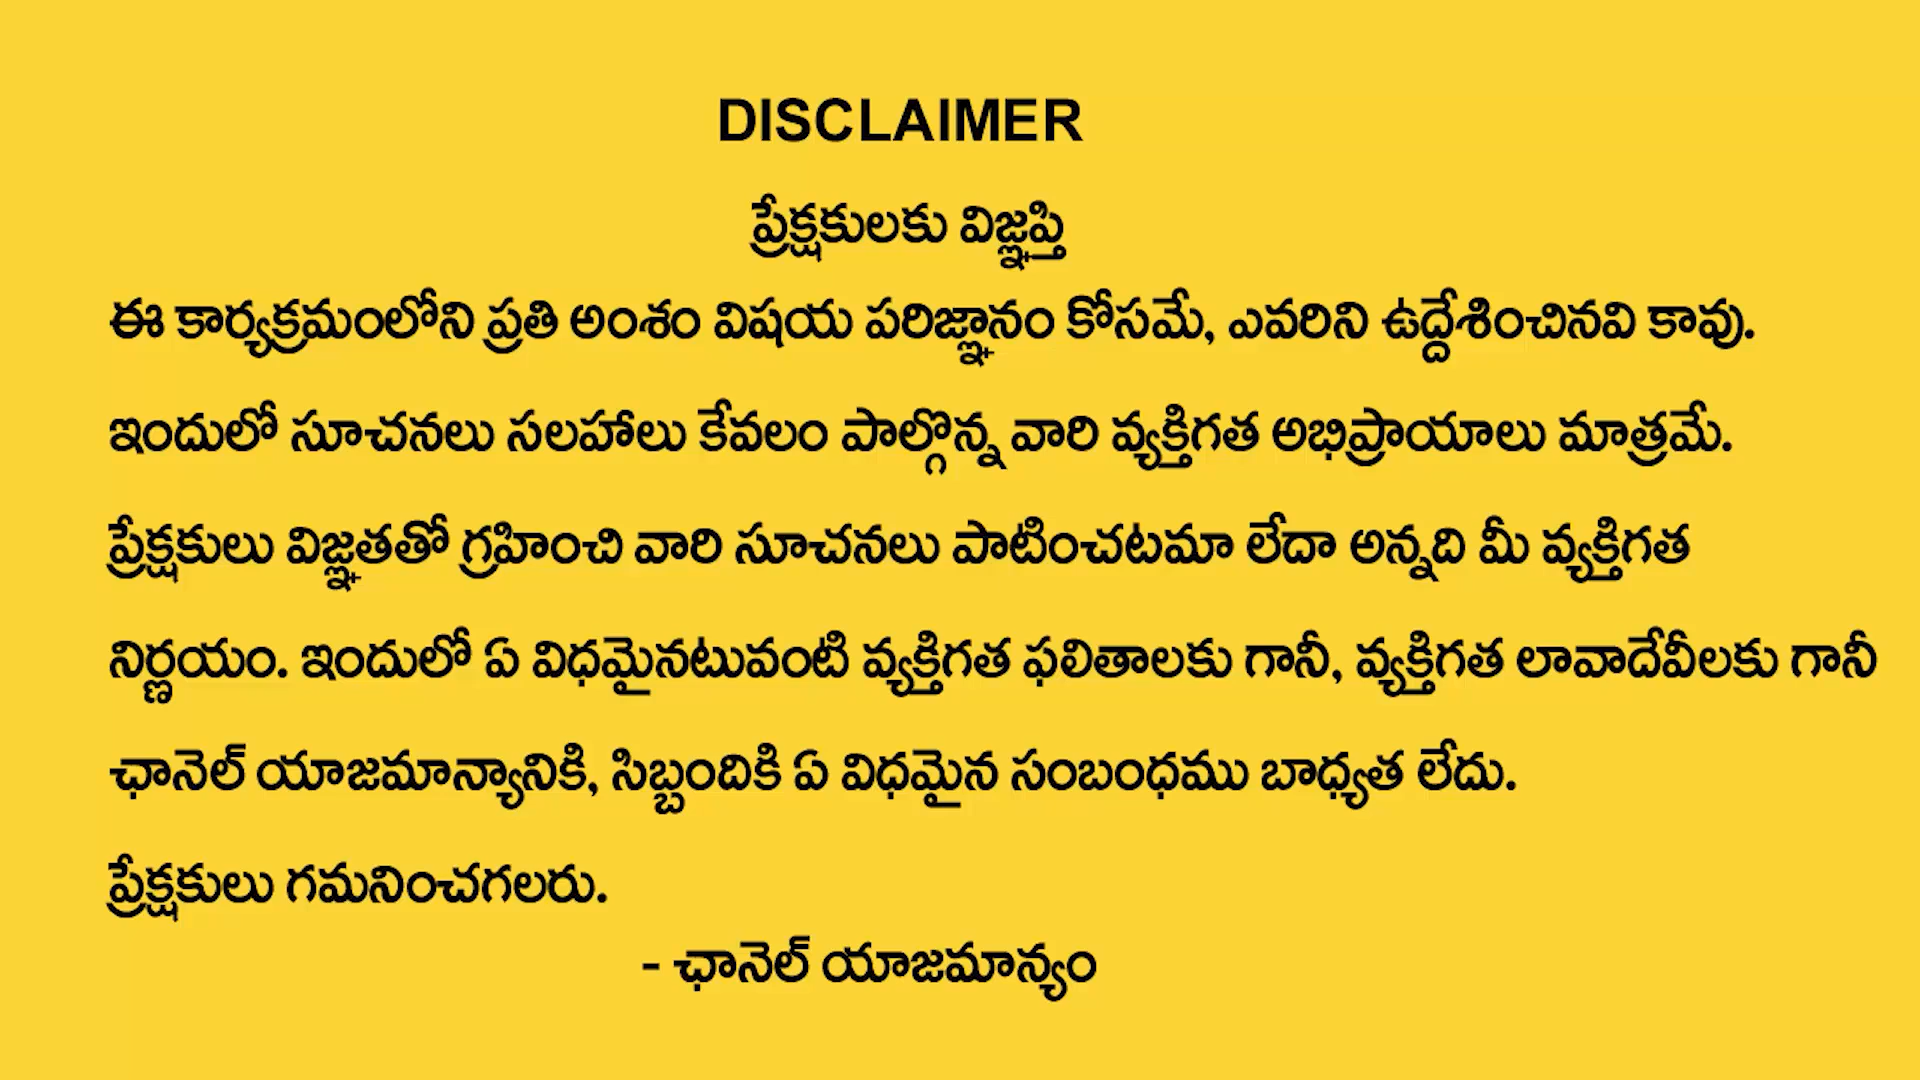 DISCLAIMER
ప్రేక్షకులకు విజ్ఞప్తి
ఈ కార్యక్రమంలోని ప్రతి అంశం విషయ పరిజ్ఞానం కోసమే, ఎవరిని ఉద్దేశించినవి కావు.
ఇందులో సూచనలు సలహాలు కేవలం పాల్గొన్న వారి వ్యక్తిగత అభిప్రాయాలు మాత్రమే.
ప్రేక్షకులు విజ్ఞతతో గ్రహించి వారి సూచనలు పాటించటమా లేదా అన్నది మీ వ్యక్తిగత
నిర్ణయం. ఇందులో ఏ విధమైనటువంటి వ్యక్తిగత ఫలితాలకు గానీ, వ్యక్తిగత లావాదేవీలకు గానీ
ఛానెల్ యాజమాన్యానికి, సిబ్బందికి ఏ విధమైన సంబంధము బాధ్యత లేదు.
ప్రేక్షకులు గమనించగలరు.
- ఛానెల్ యాజమాన్యం